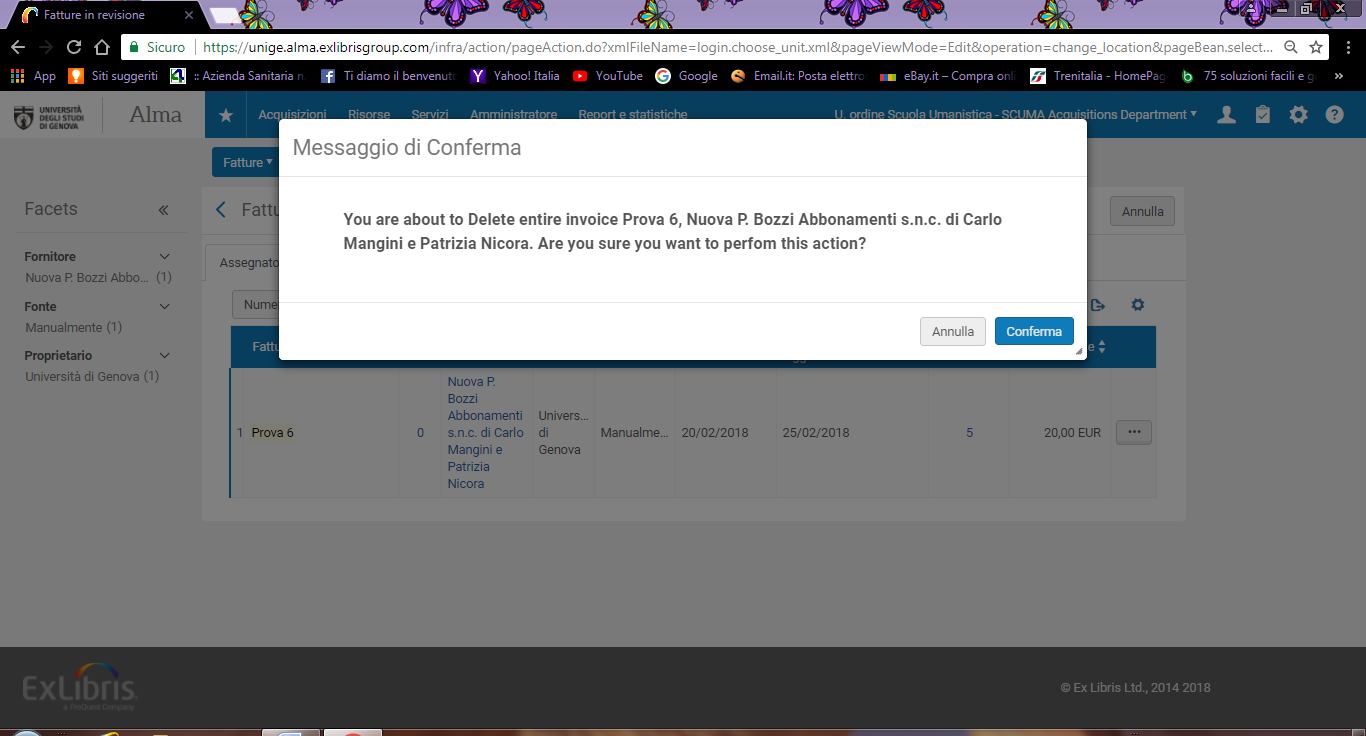 Fatture in revisione
Sicuro https://unige.alma.exlibrisgroup.com/infra/action/pageAction.do?xmlFileName=login.choose_unit.xml&pageViewMode=Edit&operation=change_location&pageBean.select...
App Siti suggeriti :: Azienda Sanitaria n. Ti diamo il benvenuto Yahoo! Italia YouTube Google Email.it: Posta elettro eBay.it – Compra onli Trenitalia - HomePag 75 soluzioni facili e g »
UNIVERSITÀ
DEGLI STUDI
DI GENOVA
Alma
Acquisizioni Risorse Servizi Amministratore Report e statistiche U. ordine Scuola Umanistica - SCUMA Acquisitions Department
Messaggio di Conferma
Fatture
Facets «
Fattu
Annulla
You are about to Delete entire invoice Prova 6, Nuova P. Bozzi Abbonamenti s.n.c. di Carlo
Mangini e Patrizia Nicora. Are you sure you want to perfom this action?
Fornitore
Nuova P. Bozzi Abbo... (1)
Assegnato
Fonte
Manualmente (1)
Nume
Annulla Conferma
Proprietario
Università di Genova (1)
Fattu
e
1 Prova 6 0
Nuova P.
Bozzi
Abbonamenti
s.n.c. di Carlo
Mangini e
Patrizia
Nicora
Univers...
di
Genova
Manualme... 20/02/2018 25/02/2018 5 20,00 EUR
ExLibris
a ProQuest Company
© Ex Libris Ltd., 2014 2018